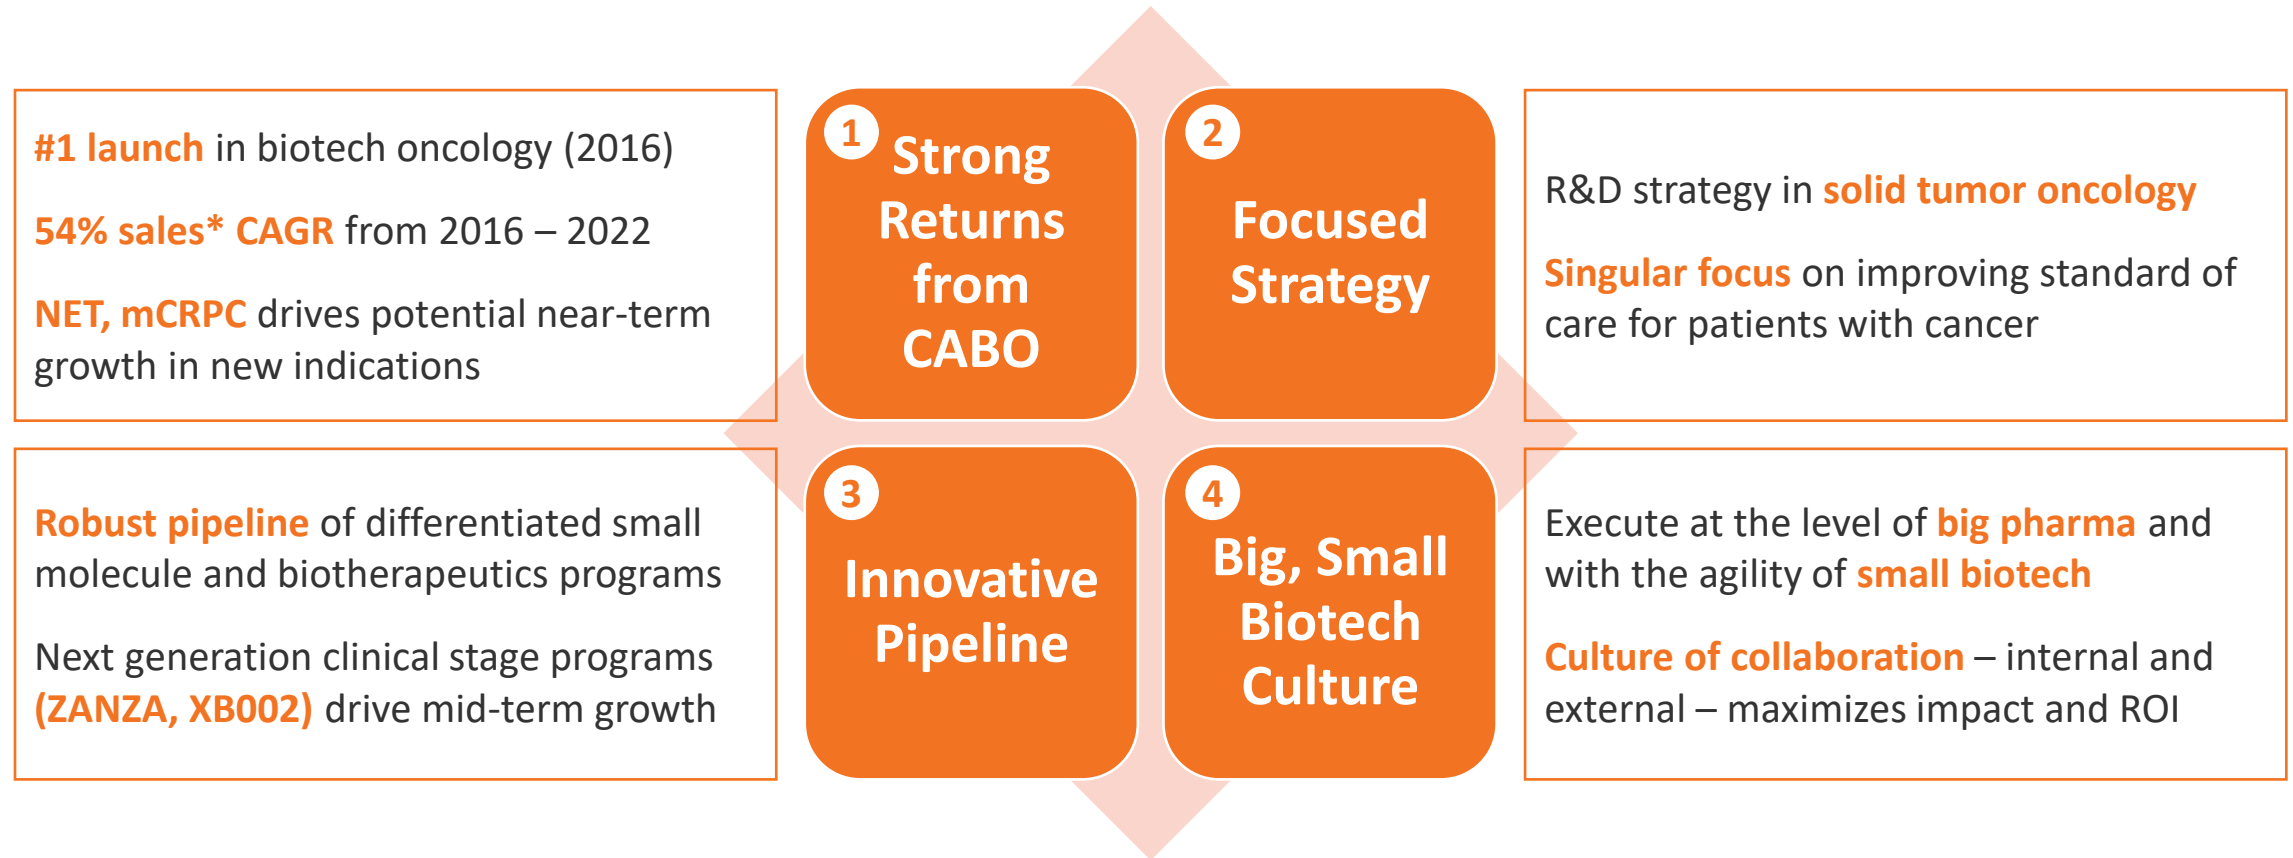 #1 launch in biotech oncology (2016)
54% sales* CAGR from 2016 – 2022
NET, mCRPC drives potential near-term
growth in new indications
1
Strong
Returns
from
CABO
2
Focused
Strategy
R&D strategy in solid tumor oncology
Singular focus on improving standard of
care for patients with cancer
Robust pipeline of differentiated small
molecule and biotherapeutics programs
Next generation clinical stage programs
(ZANZA, XB002) drive mid-term growth
3
Innovative
Pipeline
4
Big, Small
Biotech
Culture
Execute at the level of big pharma and
with the agility of small biotech
Culture of collaboration – internal and
external – maximizes impact and ROI